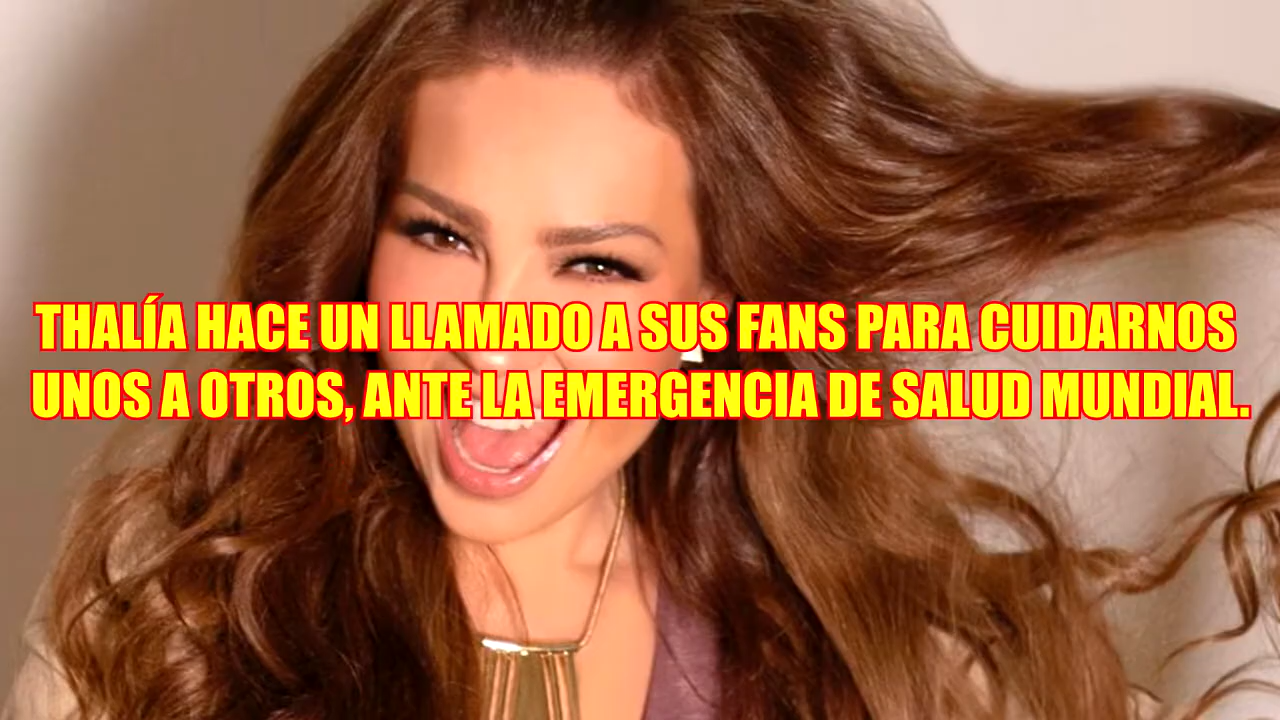 THALÍA HACE UN LLAMADO A SUS FANS PARA CUIDARNOS
UNOS A OTROS, ANTE LA EMERGENCIA DE SALUD MUNDIAL.